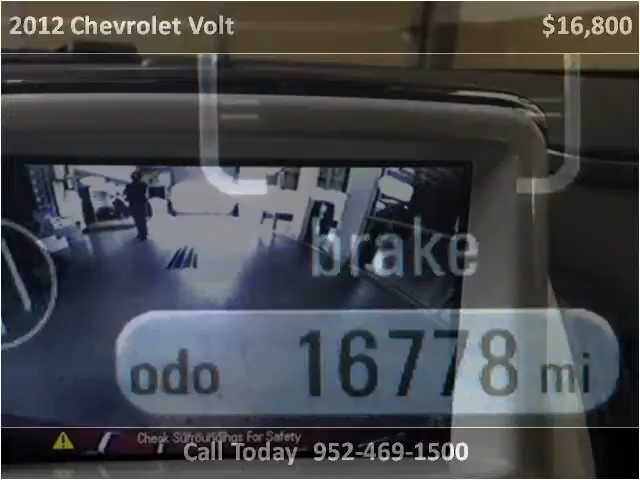 2012 Chevrolet Volt $16,800
brake
odo 16778 mi
Check Surroundings For Safety
Call Today 952-469-1500